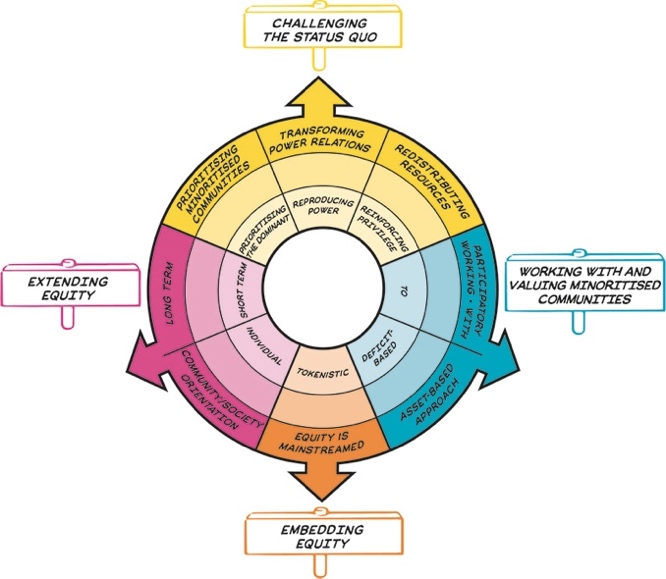 CHALLENGING
THE STATUS QUO
PRIORITISING
MINORITISED
COMMUNITIES
TRANSFORMING
POWER RELATIONS
REDISTRIBUTING
RESOURCES
PRIORITISING
THE DOMINANT
REPRODUCING
POWER
REINFORCING
PRIVILEGE
EXTENDING
EQUITY
LONG TERM
SHORT TERM
TO
PARTICIPATORY
WORKING - WITH
WORKING WITH AND
VALUING MINORITISED
COMMUNITIES
COMMUNITY/SOCIETY
ORIENTATION
INDIVIDUAL
TOKENISTIC
DEFICIT-
BASED
ASSET-BASED
APPROACH
EQUITY IS
MAINSTREAMED
EMBEDDING
EQUITY